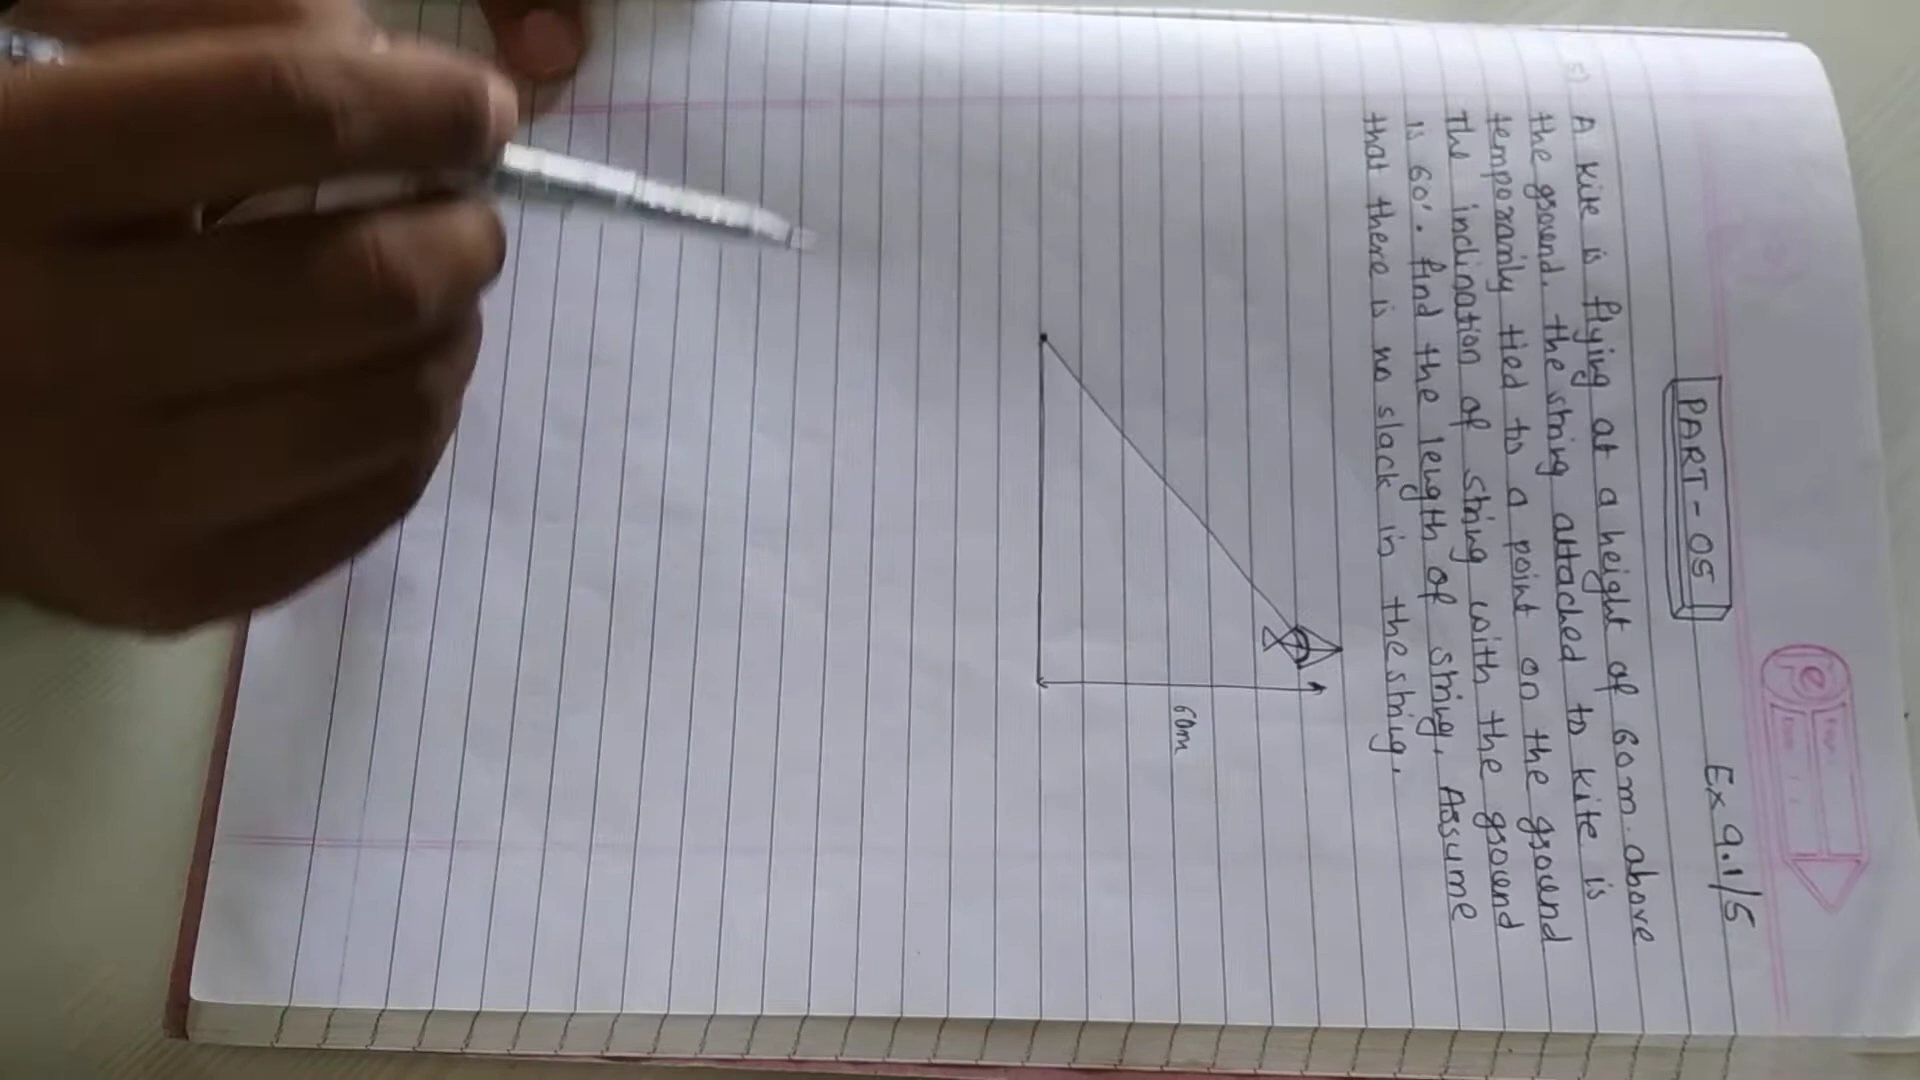 PART-05
Ex 9.1/5
5) A kite is flying at a height of 60m. above
the ground. the string attached to kite is
temporarily tied to a point on the ground
The inclination of string with the ground
is 60°. find the length of string. Assume
that there is no slack in the string.
60m